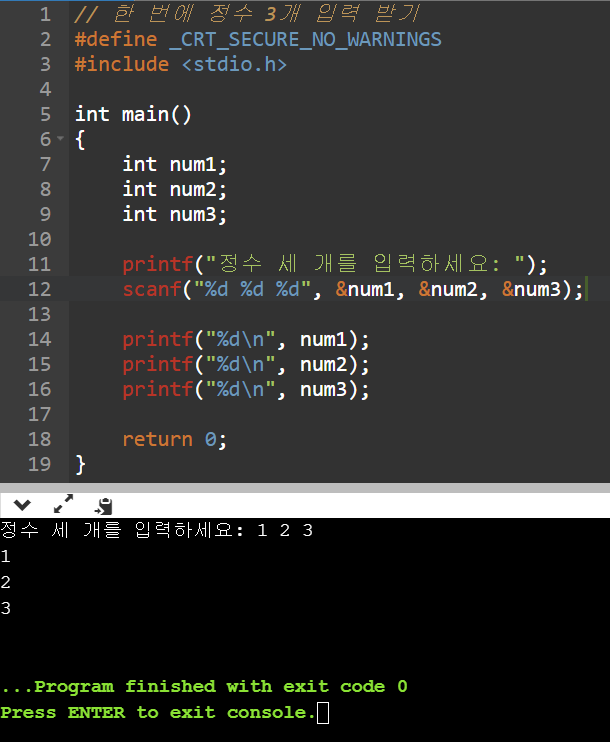 1 // 한 번에 정수 3개 입력 받기
2 #define _CRT_SECURE_NO_WARNINGS
3 #include <stdio.h>
4
5 int main()
6 {
7     int num1;
8     int num2;
9     int num3;
10
11     printf("정수 세 개를 입력하세요: ");
12     scanf("%d %d %d", &num1, &num2, &num3);
13
14     printf("%d\n", num1);
15     printf("%d\n", num2);
16     printf("%d\n", num3);
17
18     return 0;
19 }
정수 세 개를 입력하세요: 1 2 3
1
2
3
...Program finished with exit code 0
Press ENTER to exit console.